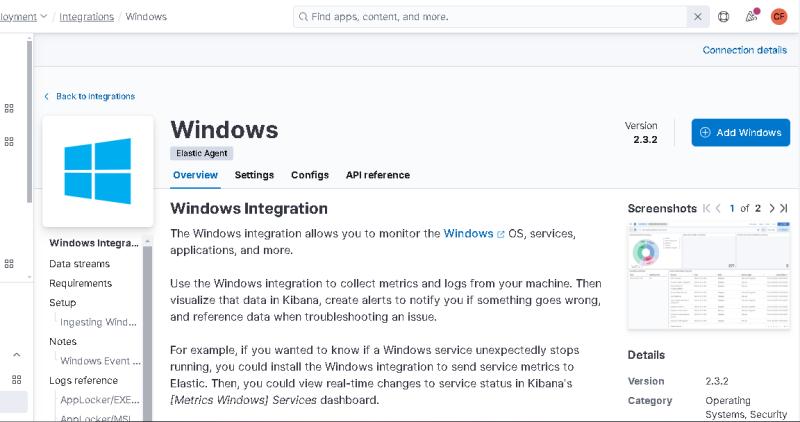 loyment / Integrations / Windows
Find apps, content, and more.
CF
Connection details
Back to integrations
Windows
Elastic Agent
Version
2.3.2
Add Windows
Overview Settings Configs API reference
Windows Integra...
Data streams
Requirements
Setup
Ingesting Wind...
Notes
Windows Event ...
Logs reference
AppLocker/EXE...
AppLocker/MSI
Windows Integration
The Windows integration allows you to monitor the Windows OS, services,
applications, and more.
Use the Windows integration to collect metrics and logs from your machine. Then
visualize that data in Kibana, create alerts to notify you if something goes wrong,
and reference data when troubleshooting an issue.
For example, if you wanted to know if a Windows service unexpectedly stops
running, you could install the Windows integration to send service metrics to
Elastic. Then, you could view real-time changes to service status in Kibana's
[Metrics Windows] Services dashboard.
Screenshots 1 of 2
Details
Version 2.3.2
Category Operating
Systems, Security